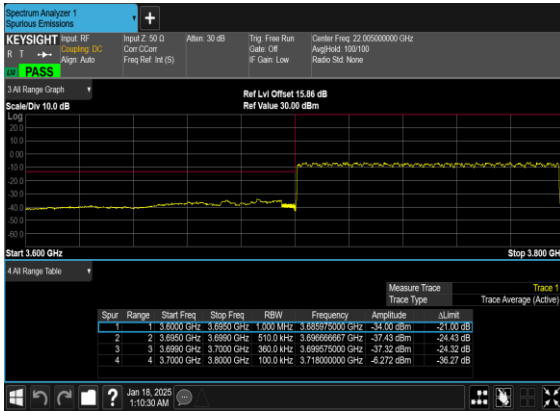 Spectrum Analyzer 1
Spurious Emissions
+
KEYSIGHT Input: RF Input Z: 50 Ω Atten: 30 dB Trig: Free Run Center Freq: 22.005000000 GHz
R T Coupling: DC Corr CCorr Gate: Off Avg|Hold: 100/100
Align: Auto Freq Ref: Int (S) IF Gain: Low Radio Std: None
LXI PASS
3 All Range Graph Ref Lvl Offset 15.86 dB
Scale/Div 10.0 dB Ref Value 30.00 dBm
Log
20.0
10.0
0.00
-10.0
-20.0
-30.0
-40.0
-50.0
-60.0
Start 3.600 GHz Stop 3.800 GH
4 All Range Table
Measure Trace Trace 1
Trace Type Trace Average (Active)
Spur Range Start Freq Stop Freq RBW Frequency Amplitude ΔLimit
1 1 3.6000 GHz 3.6950 GHz 1.000 MHz 3.685975000 GHz -34.00 dBm -21.00 dB
2 2 3.6950 GHz 3.6990 GHz 510.0 kHz 3.696666667 GHz -37.43 dBm -24.43 dB
3 3 3.6990 GHz 3.7000 GHz 360.0 kHz 3.699575000 GHz -37.32 dBm -24.32 dB
4 4 3.7000 GHz 3.8000 GHz 100.0 kHz 3.718000000 GHz -6.272 dBm -36.27 dB
? Jan 18, 2025
1:10:30 AM